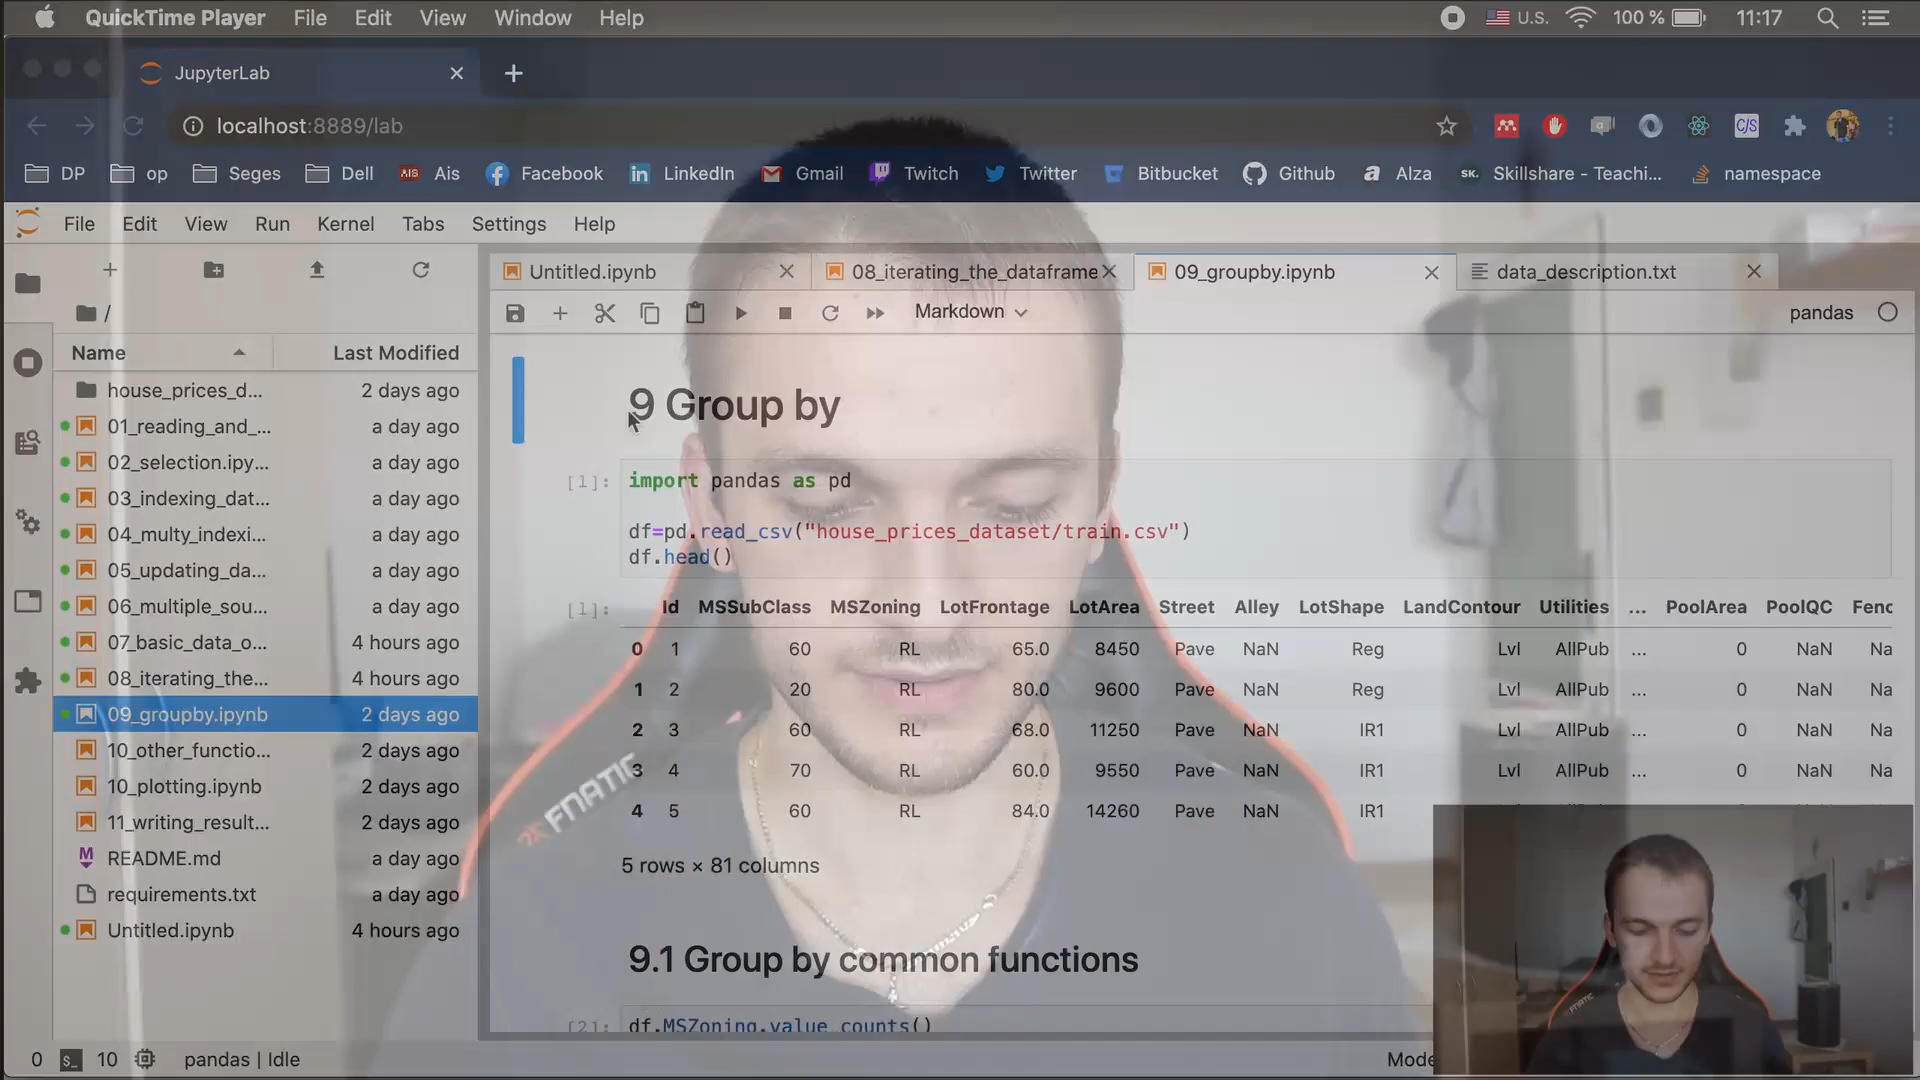 QuickTime Player File Edit View Window Help U.S. 100 % 11:17
JupyterLab
localhost:8889/lab
DP op Seges Dell Ais Facebook LinkedIn Gmail Twitch Twitter Bitbucket Github Alza Skillshare - Teachi... namespace
File Edit View Run Kernel Tabs Settings Help
Untitled.ipynb 08_iterating_the_dataframe 09_groupby.ipynb data_description.txt
Markdown pandas
/
Name Last Modified
house_prices_d... 2 days ago
01_reading_and_... a day ago
02_selection.ipy... a day ago
03_indexing_dat... a day ago
04_multy_indexi... a day ago
05_updating_da... a day ago
06_multiple_sou... a day ago
07_basic_data_o... 4 hours ago
08_iterating_the... 4 hours ago
09_groupby.ipynb 2 days ago
10_other_functio... 2 days ago
10_plotting.ipynb 2 days ago
11_writing_result... 2 days ago
README.md a day ago
requirements.txt a day ago
Untitled.ipynb 4 hours ago
9 Group by
[1]: import pandas as pd
df=pd.read_csv("house_prices_dataset/train.csv")
df.head()
[1]: Id MSSubClass MSZoning LotFrontage LotArea Street Alley LotShape LandContour Utilities ... PoolArea PoolQC Fenc
0 1 60 RL 65.0 8450 Pave NaN Reg Lvl AllPub ... 0 NaN Na
1 2 20 RL 80.0 9600 Pave NaN Reg Lvl AllPub ... 0 NaN Na
2 3 60 RL 68.0 11250 Pave NaN IR1 Lvl AllPub ... 0 NaN Na
3 4 70 RL 60.0 9550 Pave NaN IR1 Lvl AllPub ... 0 NaN Na
4 5 60 RL 84.0 14260 Pave NaN IR1
5 rows × 81 columns
9.1 Group by common functions
[2]: df.MSZoning.value_counts()
FNATIC
FNATIC
0 10 pandas | Idle Mode